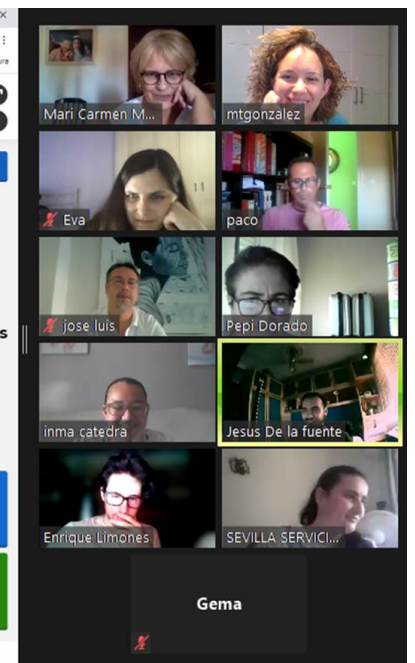 ura
s
Mari Carmen M...
mtgonzalez
Eva
paco
jose luis
Pepi Dorado
inma catedra
Jesus De la fuente
Enrique Limones
SEVILLA SERVICI...
Gema